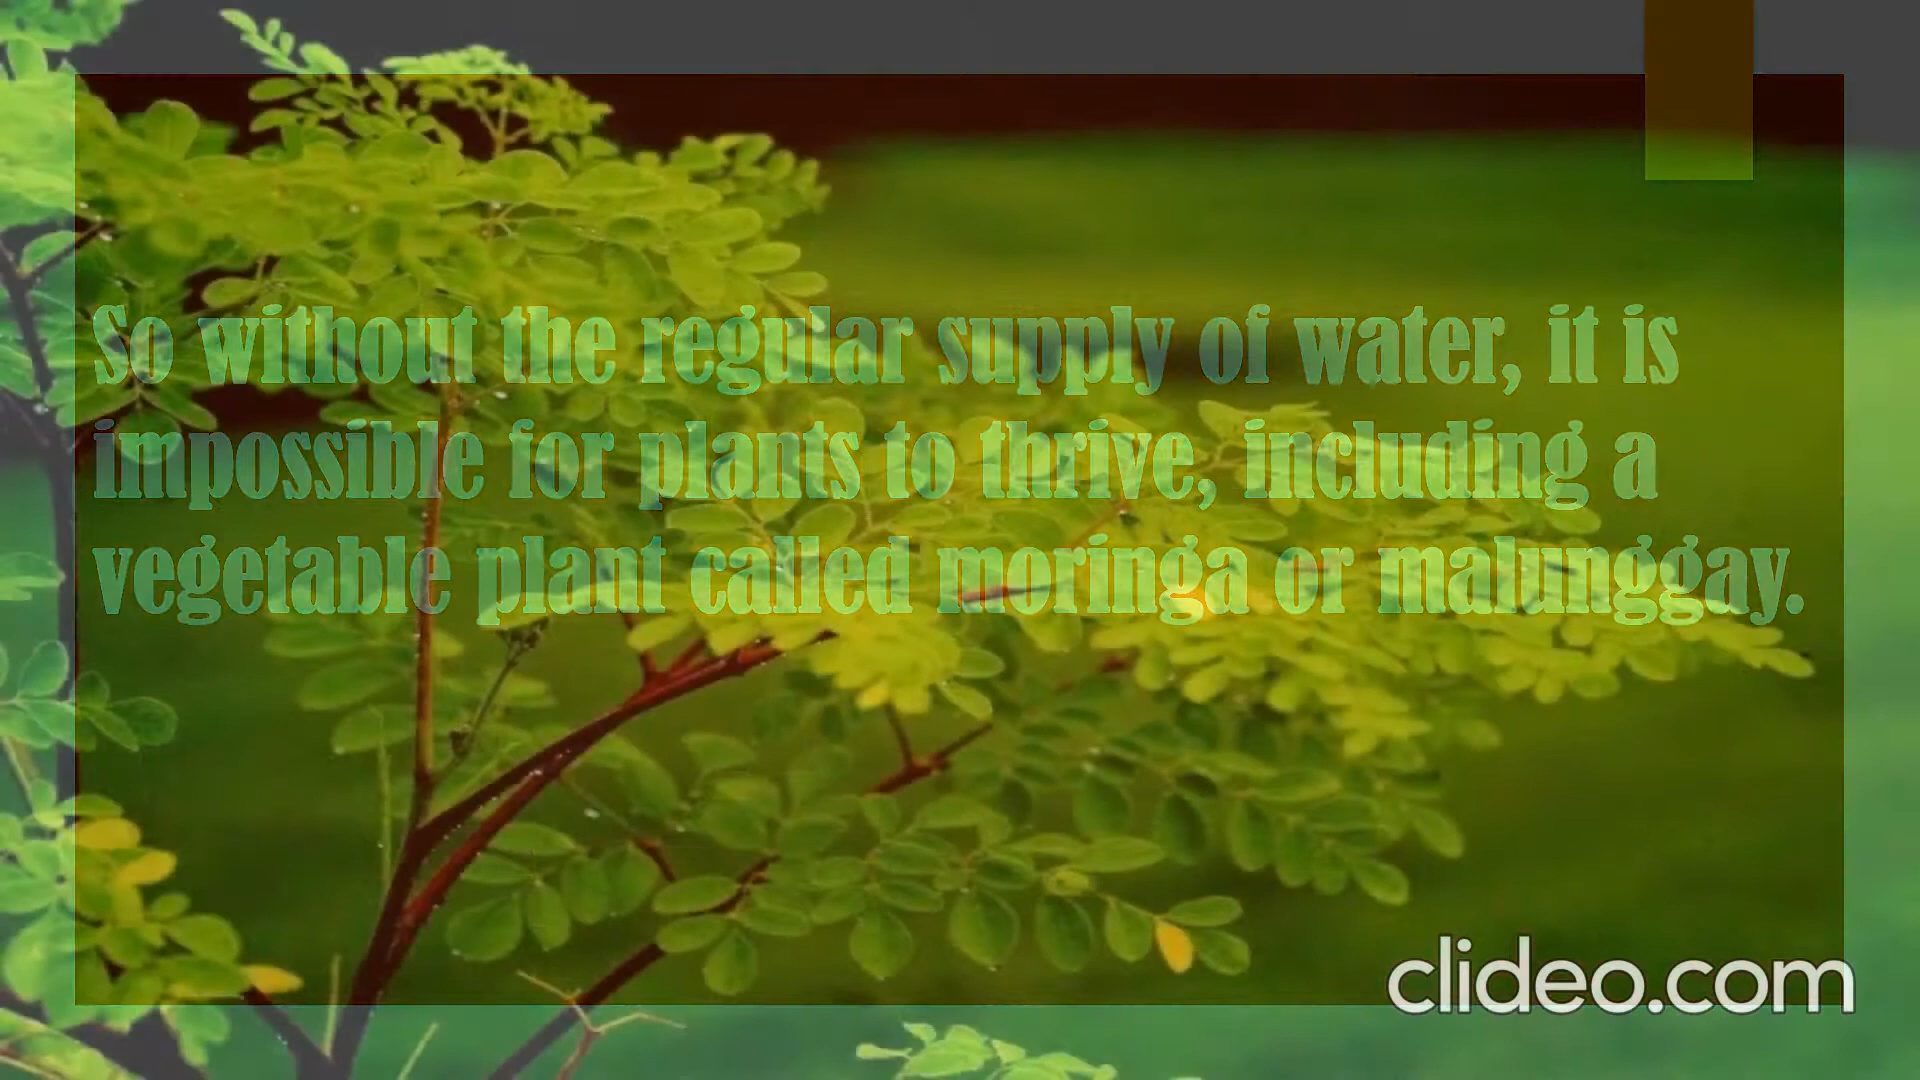 So without the regular supply of water, it is
impossible for plants to thrive, including a
vegetable plant called moringa or malunggay.
clideo.com